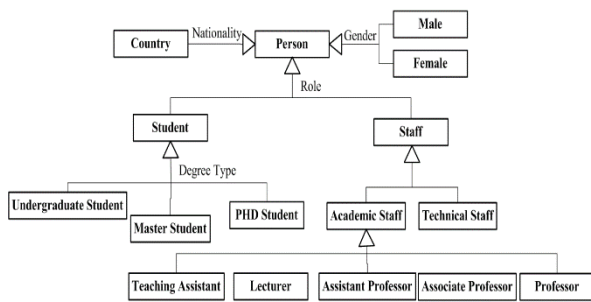 Male
Nationality
Gender
Country
Person
Female
Role
Student
Staff
Degree Type
Undergraduate Student
Master Student
PHD Student
Academic Staff
Technical Staff
Teaching Assistant
Lecturer
Assistant Professor
Associate Professor
Professor